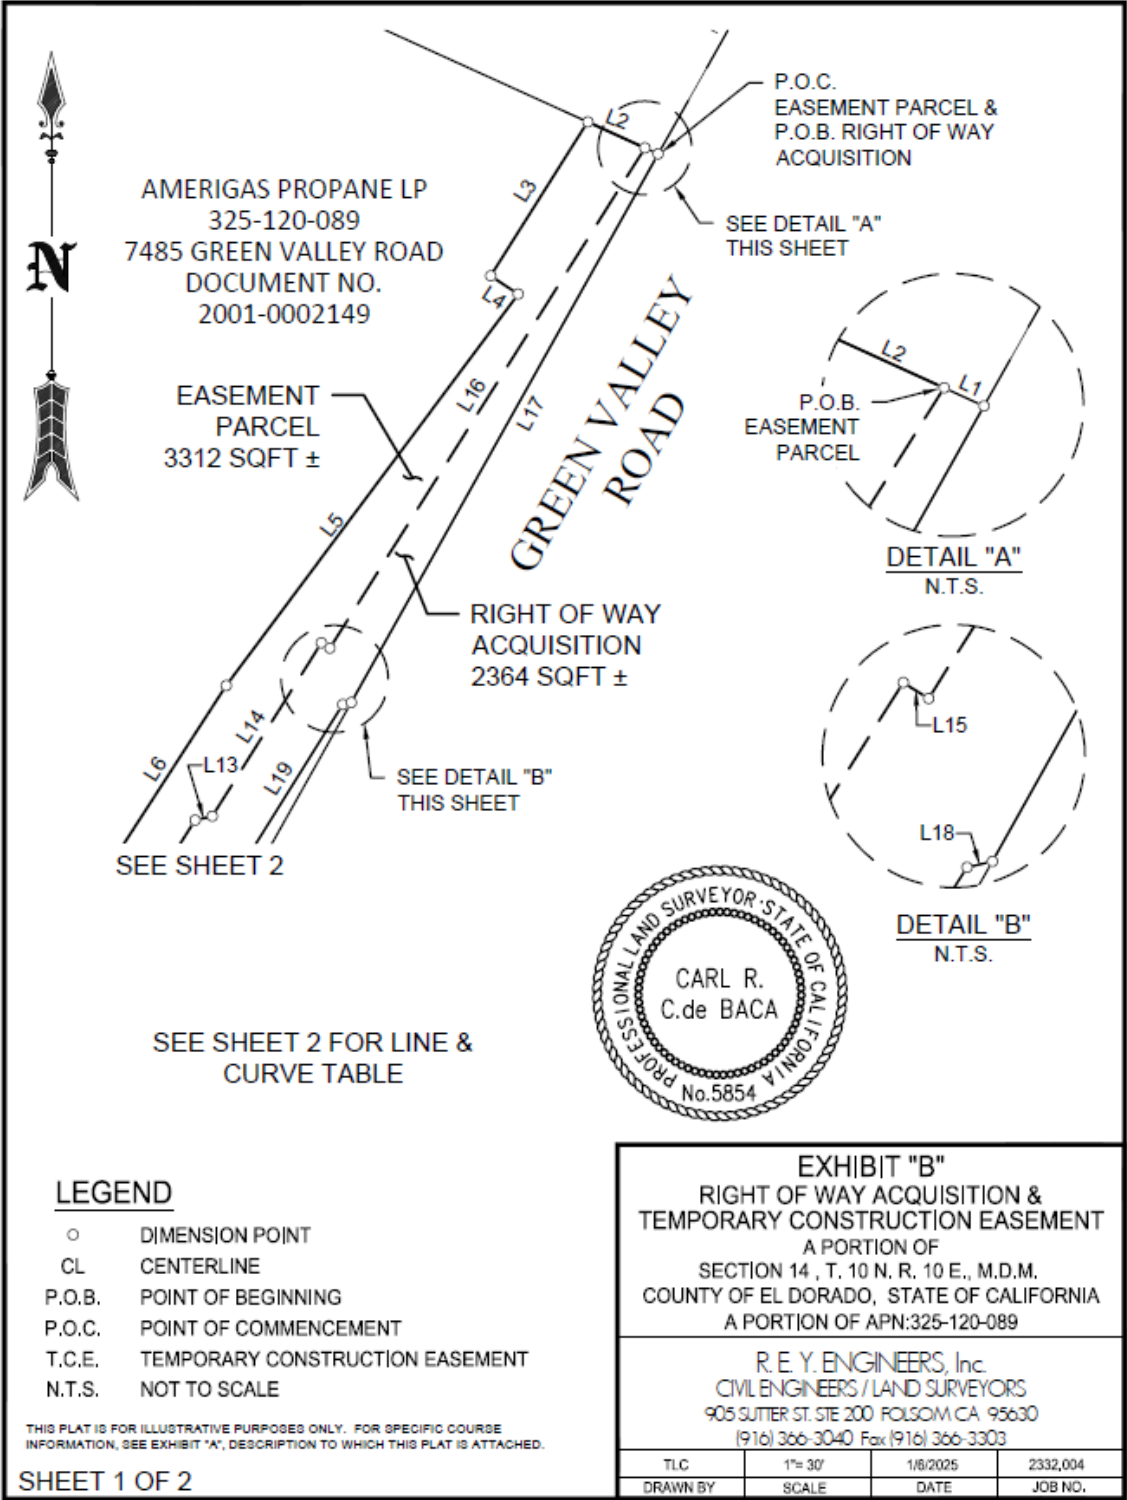 P.O.C.
EASEMENT PARCEL &
P.O.B. RIGHT OF WAY
ACQUISITION
L2
L3
AMERIGAS PROPANE LP
325-120-089
7485 GREEN VALLEY ROAD
DOCUMENT NO.
2001-0002149
N
SEE DETAIL "A"
THIS SHEET
L4
GREEN VALLEY
ROAD
L16
L17
EASEMENT
PARCEL
3312 SQFT ±
L5
L2
L1
P.O.B.
EASEMENT
PARCEL
DETAIL "A"
N.T.S.
RIGHT OF WAY
ACQUISITION
2364 SQFT ±
L14
L13
L6
L19
SEE DETAIL "B"
THIS SHEET
SEE SHEET 2
L15
L18
DETAIL "B"
N.T.S.
PROFESSIONAL LAND SURVEYOR · STATE OF CALIFORNIA
CARL R.
C.de BACA
No.5854
SEE SHEET 2 FOR LINE &
CURVE TABLE
LEGEND
DIMENSION POINT
CL CENTERLINE
P.O.B. POINT OF BEGINNING
P.O.C. POINT OF COMMENCEMENT
T.C.E. TEMPORARY CONSTRUCTION EASEMENT
N.T.S. NOT TO SCALE
THIS PLAT IS FOR ILLUSTRATIVE PURPOSES ONLY. FOR SPECIFIC COURSE
INFORMATION, SEE EXHIBIT "A", DESCRIPTION TO WHICH THIS PLAT IS ATTACHED.
SHEET 1 OF 2
EXHIBIT "B"
RIGHT OF WAY ACQUISITION &
TEMPORARY CONSTRUCTION EASEMENT
A PORTION OF
SECTION 14 , T. 10 N. R. 10 E., M.D.M.
COUNTY OF EL DORADO, STATE OF CALIFORNIA
A PORTION OF APN:325-120-089
R. E. Y. ENGINEERS, Inc.
CIVIL ENGINEERS / LAND SURVEYORS
905 SUTTER ST. STE 200 FOLSOM CA 95630
(916) 366-3040 Fax (916) 366-3303
TLC 1"= 30' 1/6/2025 2332.004
DRAWN BY SCALE DATE JOB NO.